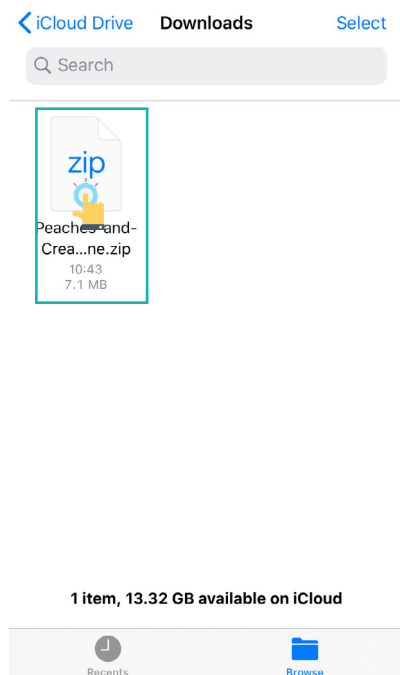 iCloud Drive Downloads Select
Search
zip
Peaches-and-
Crea...ne.zip
10:43
7.1 MB
1 item, 13.32 GB available on iCloud
Recents Browse